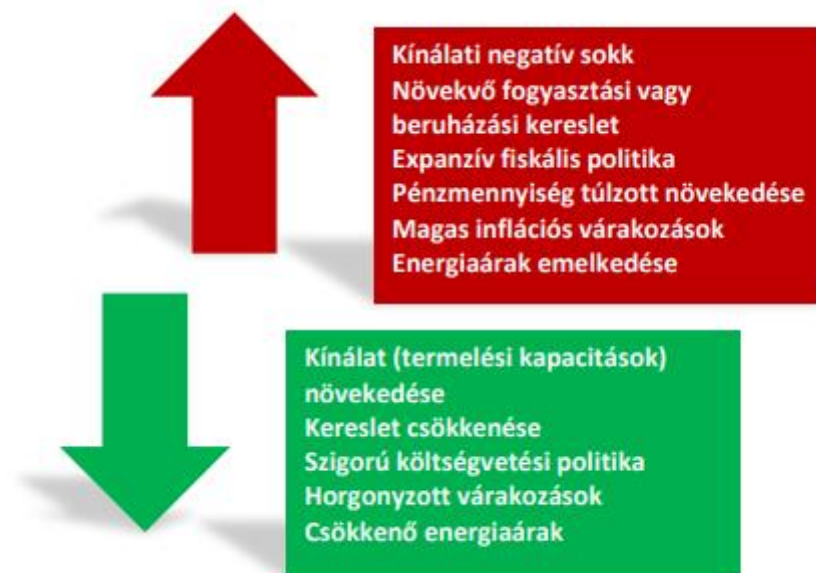 Kínálati negatív sokk
Növekvő fogyasztási vagy
beruházási kereslet
Expanzív fiskális politika
Pénzmennyiség túlzott növekedése
Magas inflációs várakozások
Energiaárak emelkedése
Kínálat (termelési kapacitások)
növekedése
Kereslet csökkenése
Szigorú költségvetési politika
Horgonyzott várakozások
Csökkenő energiaárak